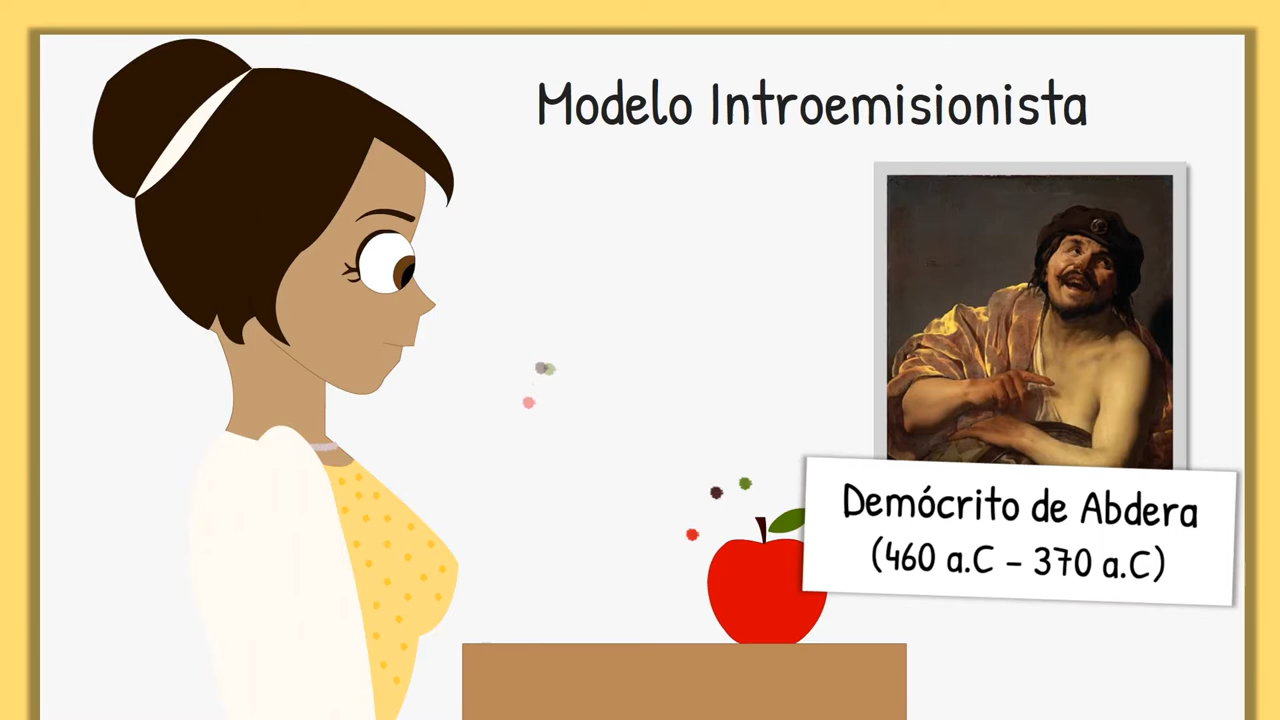 Modelo Introemisionista
Demócrito de Abdera
(460 a.C – 370 a.C)